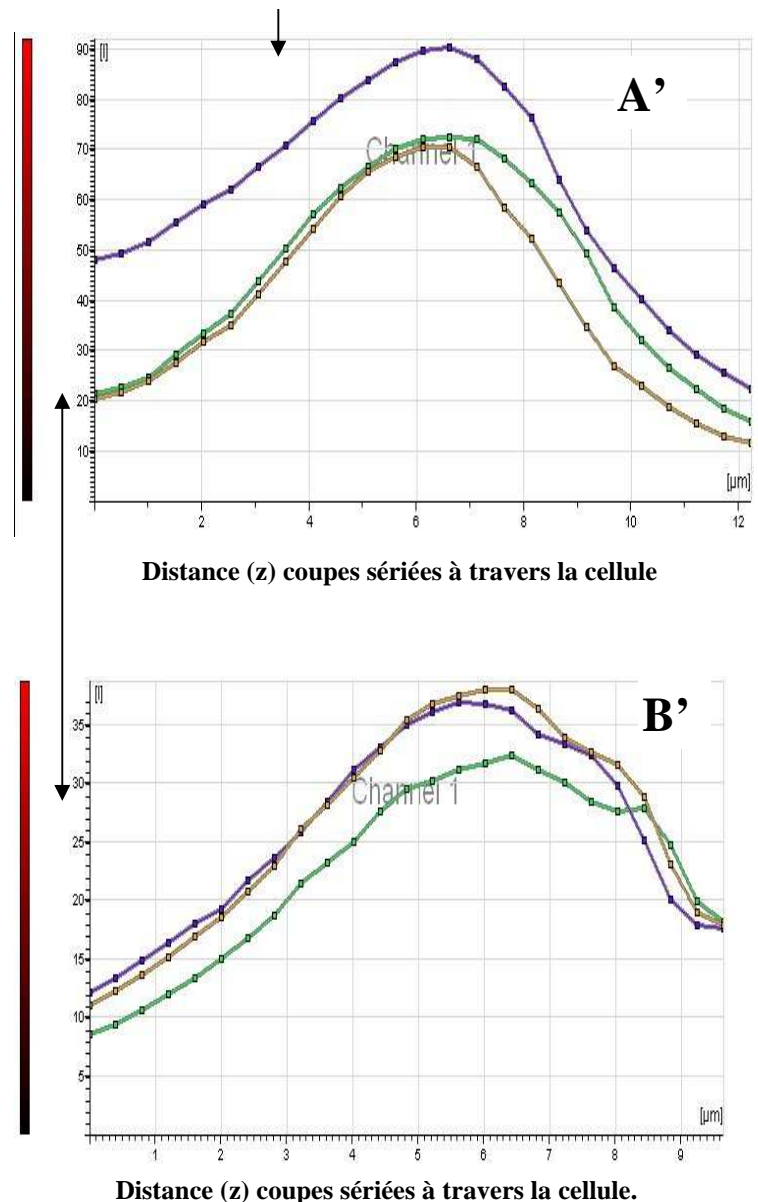 [I]
A’
90
80
70
60
50
40
30
20
10
Channel 1
[µm]
2 4 6 8 10 12
Distance (z) coupes sériées à travers la cellule
[I]
B’
35
30
25
20
15
10
5
Channel 1
[µm]
1 2 3 4 5 6 7 8 9
Distance (z) coupes sériées à travers la cellule.